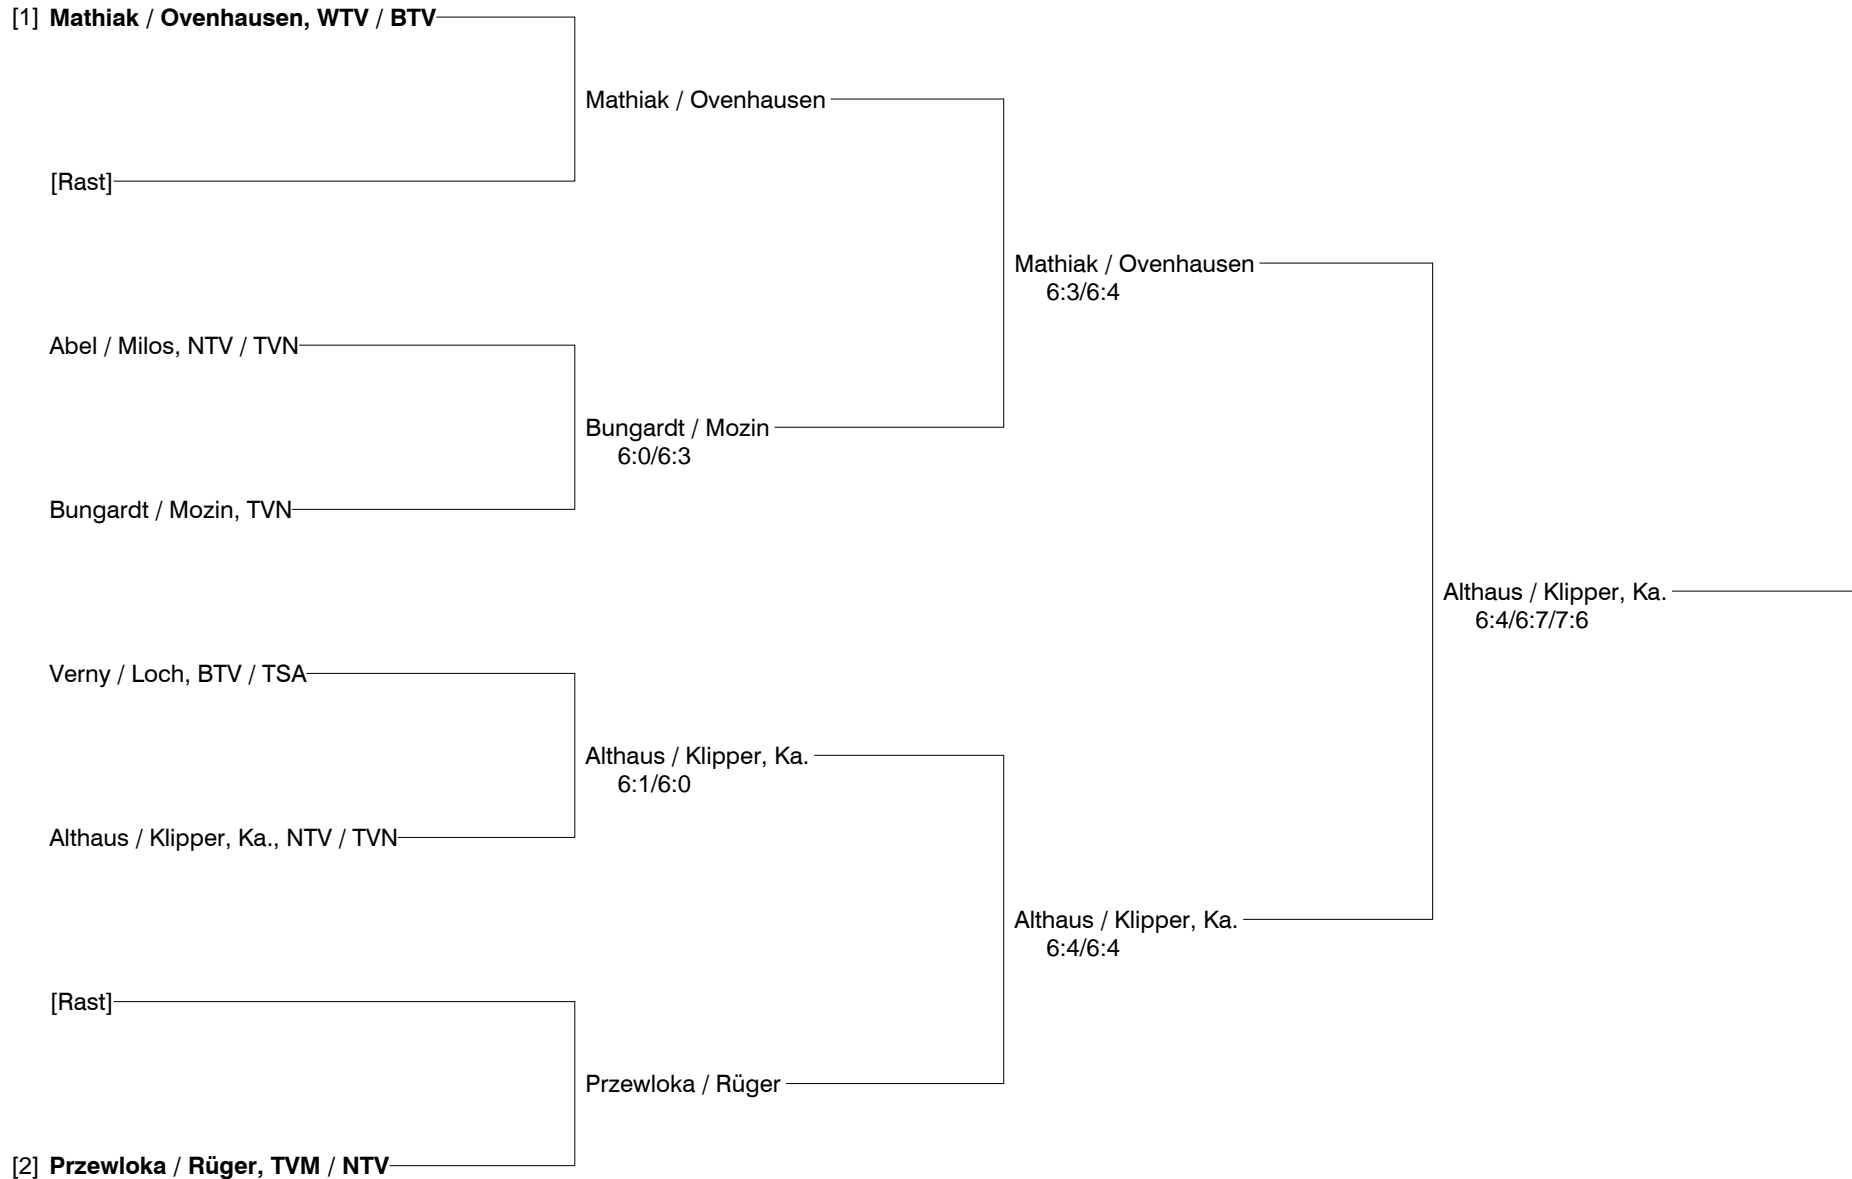 [1] Mathiak / Ovenhausen, WTV / BTV
Mathiak / Ovenhausen
[Rast]
Mathiak / Ovenhausen
6:3/6:4
Abel / Milos, NTV / TVN
Bungardt / Mozin
6:0/6:3
Bungardt / Mozin, TVN
Althaus / Klipper, Ka.
6:4/6:7/7:6
Verny / Loch, BTV / TSA
Althaus / Klipper, Ka.
6:1/6:0
Althaus / Klipper, Ka., NTV / TVN
Althaus / Klipper, Ka.
6:4/6:4
[Rast]
Przewloka / Rüger
[2] Przewloka / Rüger, TVM / NTV